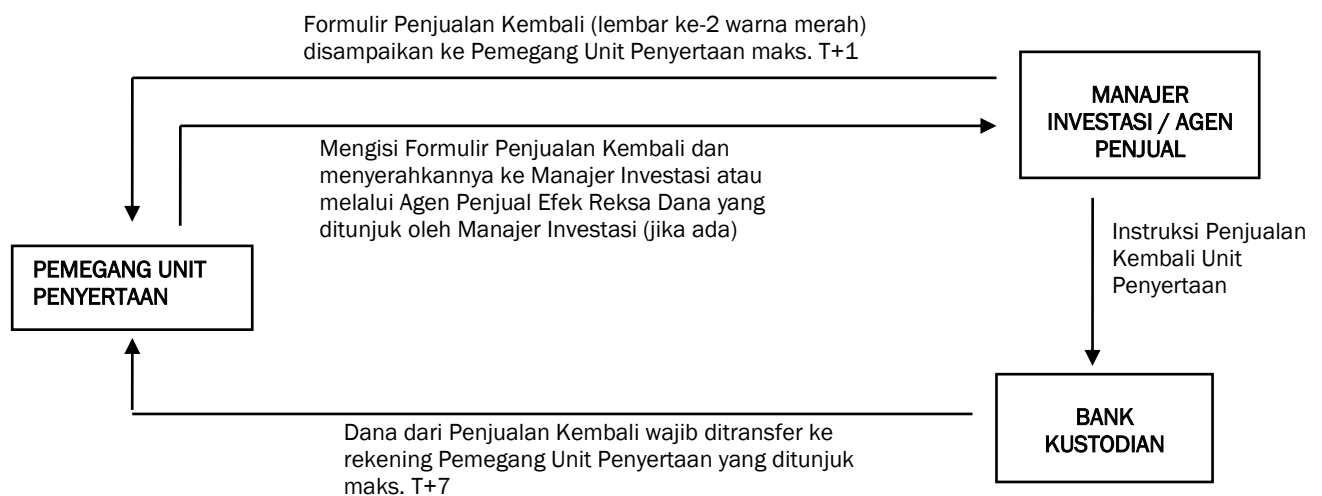 Formulir Penjualan Kembali (lembar ke-2 warna merah)
disampaikan ke Pemegang Unit Penyertaan maks. T+1
MANAJER
INVESTASI / AGEN
PENJUAL
Mengisi Formulir Penjualan Kembali dan
menyerahkannya ke Manajer Investasi atau
melalui Agen Penjual Efek Reksa Dana yang
ditunjuk oleh Manajer Investasi (jika ada)
Instruksi Penjualan
Kembali Unit
Penyertaan
PEMEGANG UNIT
PENYERTAAN
BANK
KUSTODIAN
Dana dari Penjualan Kembali wajib ditransfer ke
rekening Pemegang Unit Penyertaan yang ditunjuk
maks. T+7